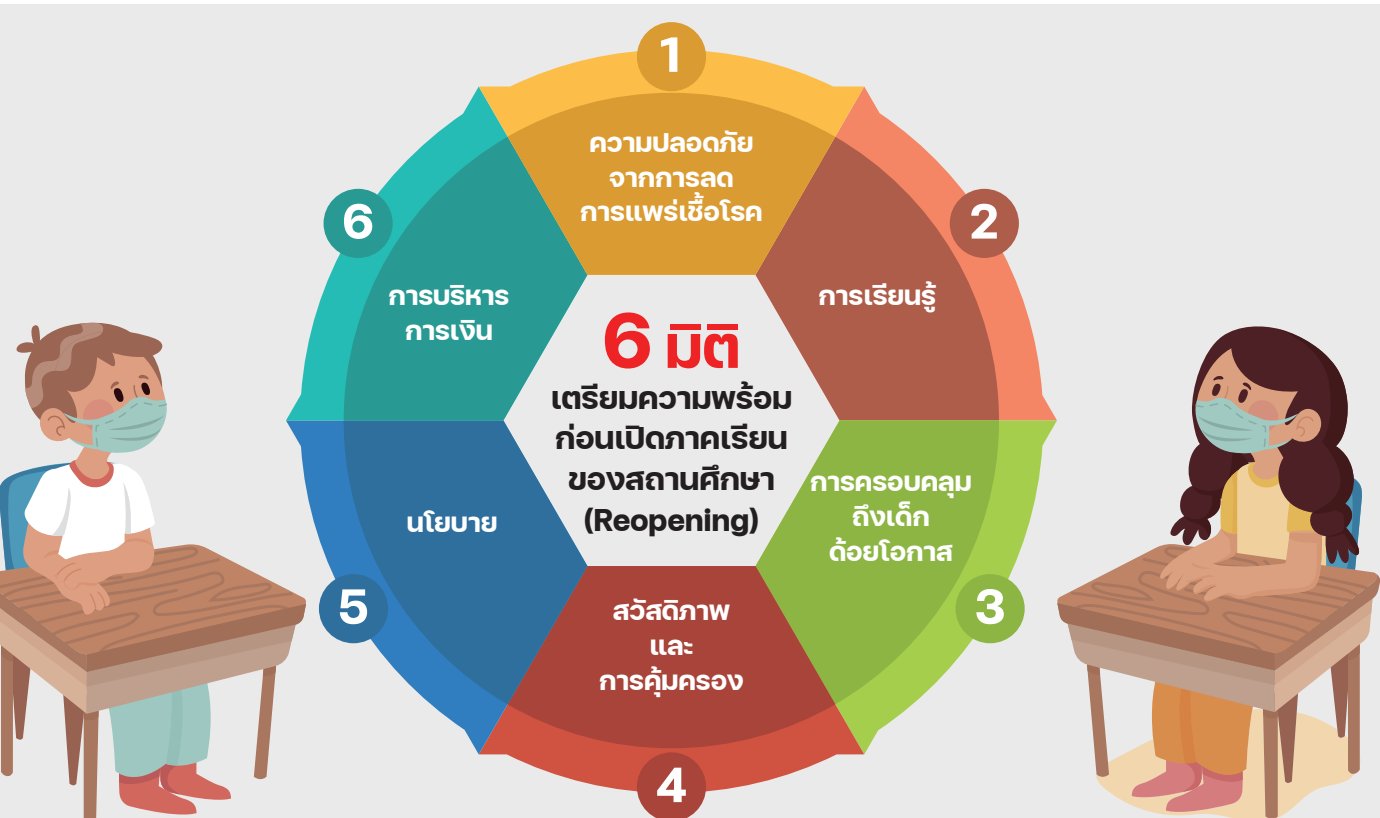 6 มิติ
เตรียมความพร้อม
ก่อนเปิดภาคเรียน
ของสถานศึกษา
(Reopening)
1
ความปลอดภัย
จากการลด
การแพร่เชื้อโรค
2
การเรียนรู้
3
การครอบคลุม
ถึงเด็ก
ด้อยโอกาส
4
สวัสดิภาพ
และ
การคุ้มครอง
5
นโยบาย
6
การบริหาร
การเงิน